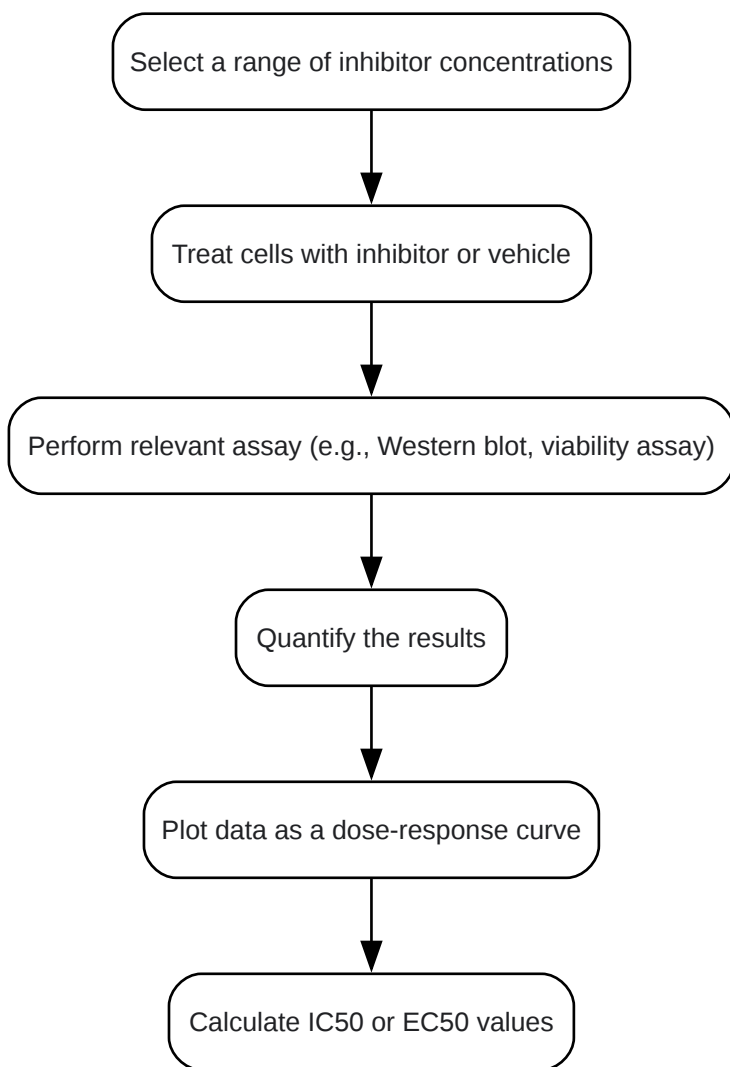 Select a range of inhibitor concentrations
Treat cells with inhibitor or vehicle
Perform relevant assay (e.g., Western blot, viability assay)
Quantify the results
Plot data as a dose-response curve
Calculate IC50 or EC50 values